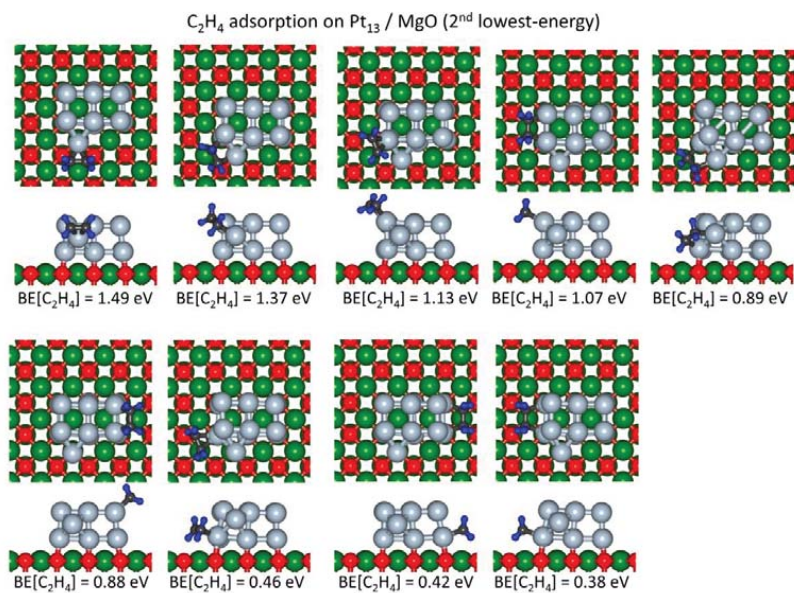 C₂H₄ adsorption on Pt₁₃ / MgO (2ⁿᵈ lowest-energy)
BE[C₂H₄] = 1.49 eV
BE[C₂H₄] = 1.37 eV
BE[C₂H₄] = 1.13 eV
BE[C₂H₄] = 1.07 eV
BE[C₂H₄] = 0.89 eV
BE[C₂H₄] = 0.88 eV
BE[C₂H₄] = 0.46 eV
BE[C₂H₄] = 0.42 eV
BE[C₂H₄] = 0.38 eV